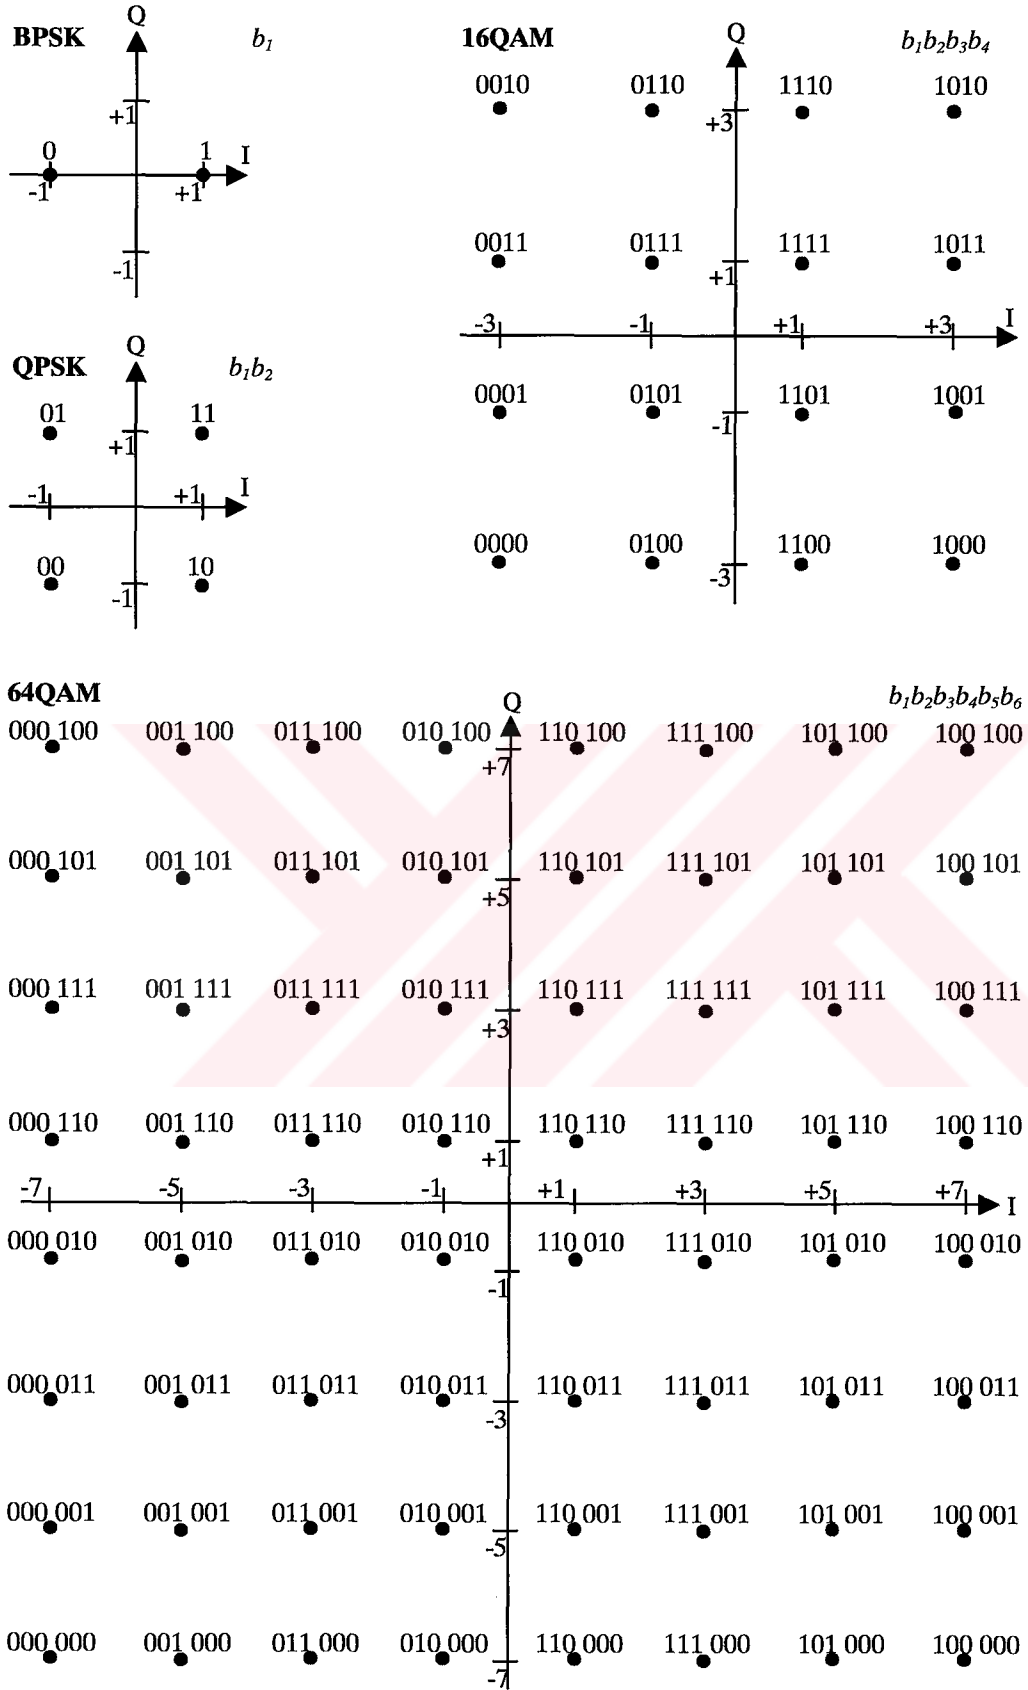 BPSK b1
Q
+1
0 1 I
-1 +1
-1
QPSK b1b2
Q
01 11
+1
-1 +1 I
00 10
-1
16QAM b1b2b3b4
Q
0010 0110 1110 1010
+3
0011 0111 1111 1011
+1
-3 -1 +1 +3 I
0001 0101 1101 1001
-1
0000 0100 1100 1000
-3
64QAM b1b2b3b4b5b6
Q
000 100 001 100 011 100 010 100 110 100 111 100 101 100 100 100
+7
000 101 001 101 011 101 010 101 110 101 111 101 101 101 100 101
+5
000 111 001 111 011 111 010 111 110 111 111 111 101 111 100 111
+3
000 110 001 110 011 110 010 110 110 110 111 110 101 110 100 110
+1
-7 -5 -3 -1 +1 +3 +5 +7 I
000 010 001 010 011 010 010 010 110 010 111 010 101 010 100 010
-1
000 011 001 011 011 011 010 011 110 011 111 011 101 011 100 011
-3
000 001 001 001 011 001 010 001 110 001 111 001 101 001 100 001
-5
000 000 001 000 011 000 010 000 110 000 111 000 101 000 100 000
-7